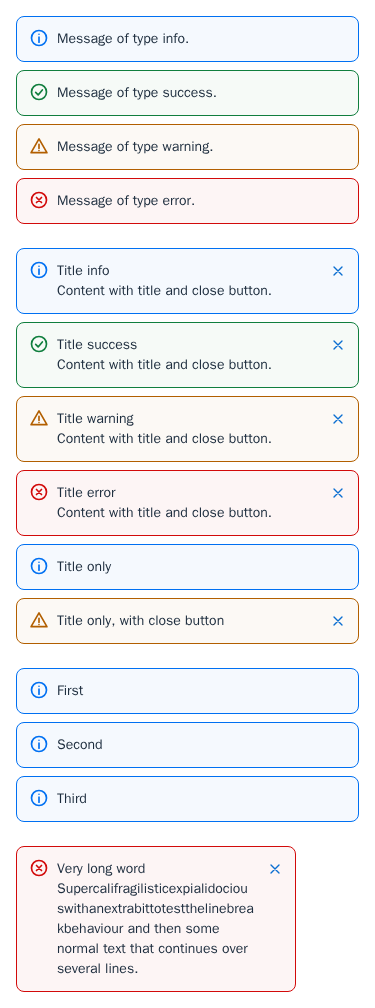 Message of type info.
Message of type success.
Message of type warning.
Message of type error.
Title info
Content with title and close button.
Title success
Content with title and close button.
Title warning
Content with title and close button.
Title error
Content with title and close button.
Title only
Title only, with close button
First
Second
Third
Very long word
Supercalifragilisticexpialidociou
swithanextrabittotestthelinebrea
kbehaviour and then some
normal text that continues over
several lines.